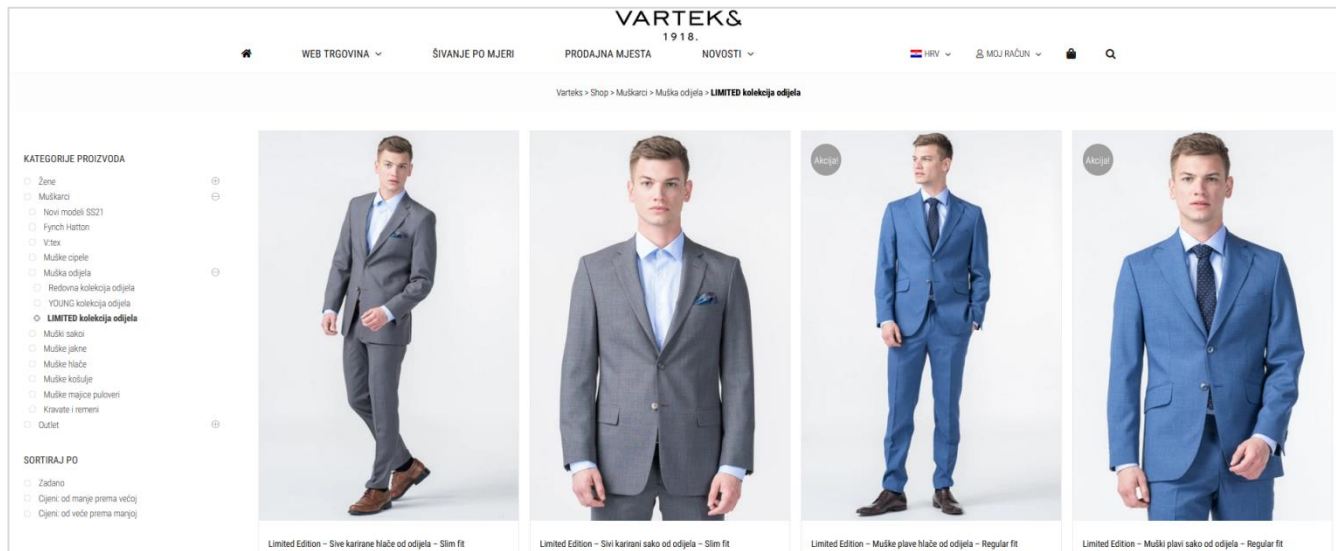 VARTEKS
1918.
WEB TRGOVINA
ŠIVANJE PO MJERI
PRODAJNA MJESTA
NOVOSTI
HRV
MOJ RAČUN
Varteks > Shop > Muškarci > Muška odijela > LIMITED kolekcija odijela
KATEGORIJE PROIZVODA
Žene
Muškarci
Novi modeli SS21
Fynch Hatton
V:tex
Muške cipele
Muška odijela
Redovna kolekcija odijela
YOUNG kolekcija odijela
LIMITED kolekcija odijela
Muški sakoi
Muške jakne
Muške hlače
Muške košulje
Muške majice puloveri
Kravate i remeni
Outlet
SORTIRAJ PO
Zadano
Cijeni: od manje prema većoj
Cijeni: od veće prema manjoj
Akcija!
Akcija!
Limited Edition – Sive karirane hlače od odijela – Slim fit
Limited Edition – Sivi karirani sako od odijela – Slim fit
Limited Edition – Muške plave hlače od odijela – Regular fit
Limited Edition – Muški plavi sako od odijela – Regular fit